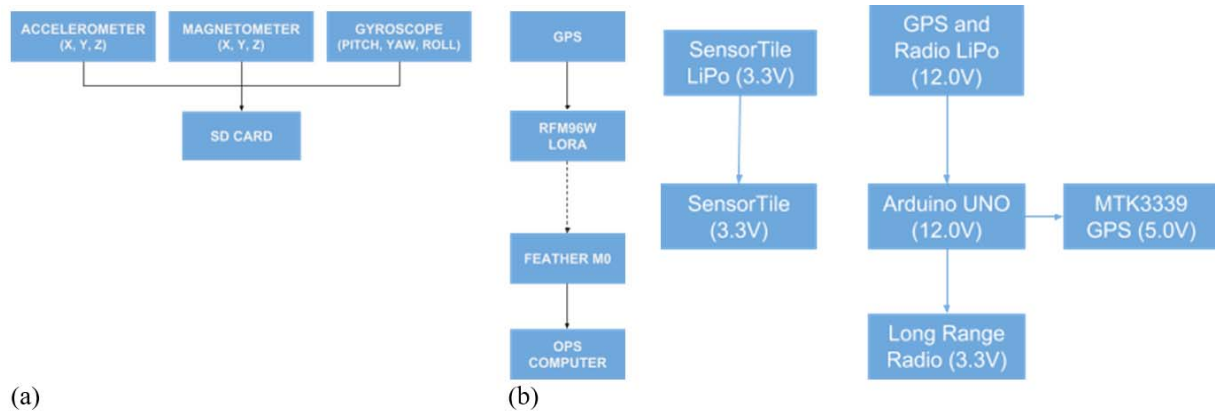 ACCELEROMETER
(X, Y, Z)
MAGNETOMETER
(X, Y, Z)
GYROSCOPE
(PITCH, YAW, ROLL)
SD CARD
(a)
GPS
RFM96W
LORA
FEATHER M0
OPS
COMPUTER
(b)
SensorTile
LiPo (3.3V)
SensorTile
(3.3V)
GPS and
Radio LiPo
(12.0V)
Arduino UNO
(12.0V)
MTK3339
GPS (5.0V)
Long Range
Radio (3.3V)